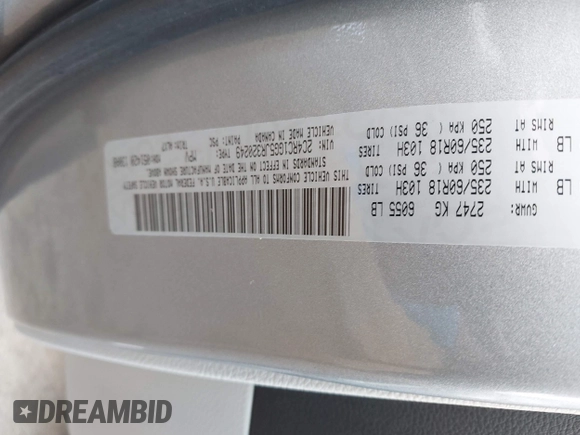 GVWR: 2747 KG 6055 LB
WITH 235/60R18 103H TIRES
RIMS AT 250 KPA ( 36 PSI) COLD
LB
WITH 235/60R18 103H TIRES
RIMS AT 250 KPA ( 36 PSI) COLD
LB
THIS VEHICLE CONFORMS TO ALL APPLICABLE U.S.A. FEDERAL MOTOR VEHICLE SAFETY
STANDARDS IN EFFECT ON THE DATE OF MANUFACTURE SHOWN ABOVE.
VIN: 2C4RC1GG5JR320249 TYPE: MPV
VEHICLE MADE IN CANADA PAINT: PSC
DREAMBID